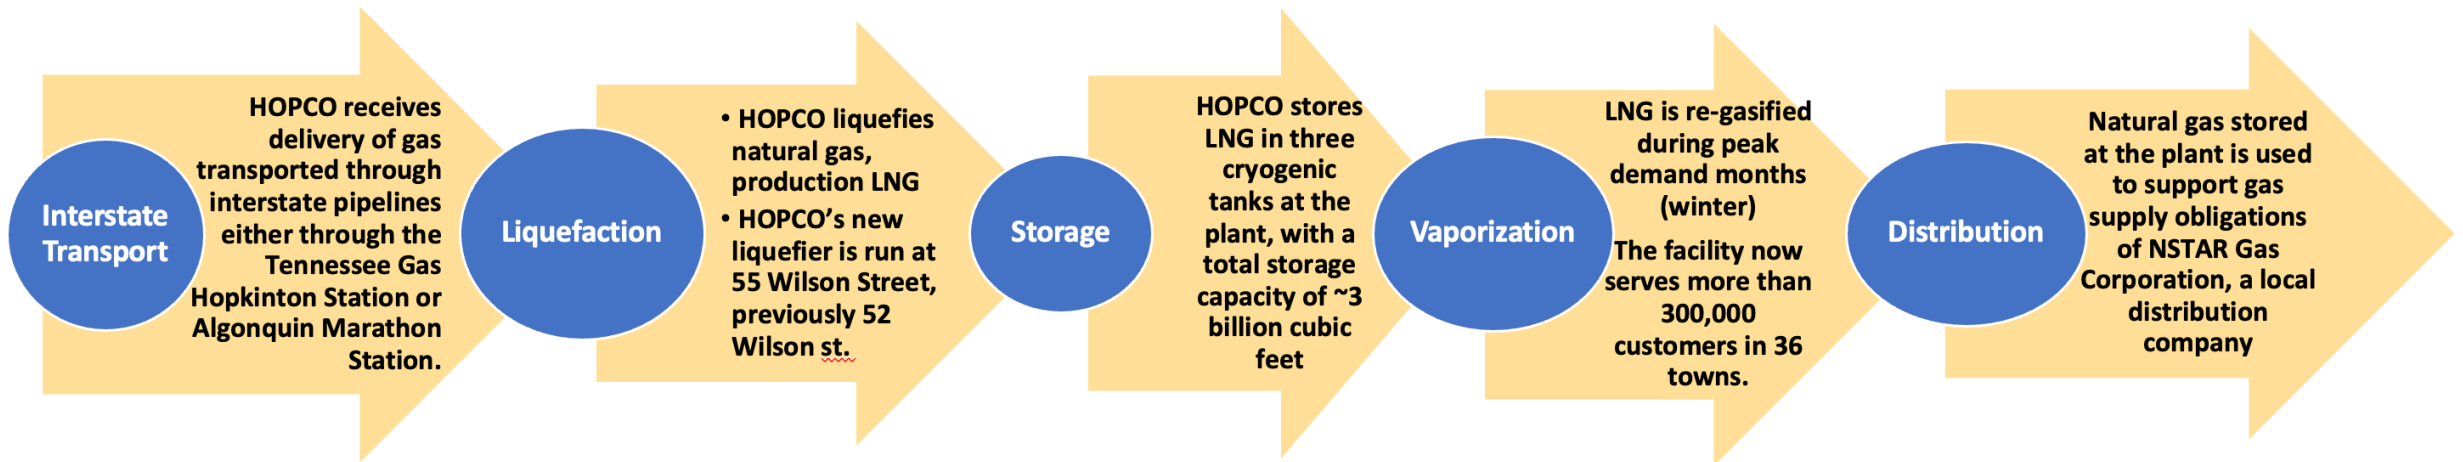 Interstate
Transport
HOPCO receives
delivery of gas
transported through
interstate pipelines
either through the
Tennessee Gas
Hopkinton Station or
Algonquin Marathon
Station.
Liquefaction
• HOPCO liquefies
natural gas,
production LNG
• HOPCO’s new
liquefier is run at
55 Wilson Street,
previously 52
Wilson st.
Storage
HOPCO stores
LNG in three
cryogenic
tanks at the
plant, with a
total storage
capacity of ~3
billion cubic
feet
Vaporization
LNG is re-gasified
during peak
demand months
(winter)
The facility now
serves more than
300,000
customers in 36
towns.
Distribution
Natural gas stored
at the plant is used
to support gas
supply obligations
of NSTAR Gas
Corporation, a local
distribution
company